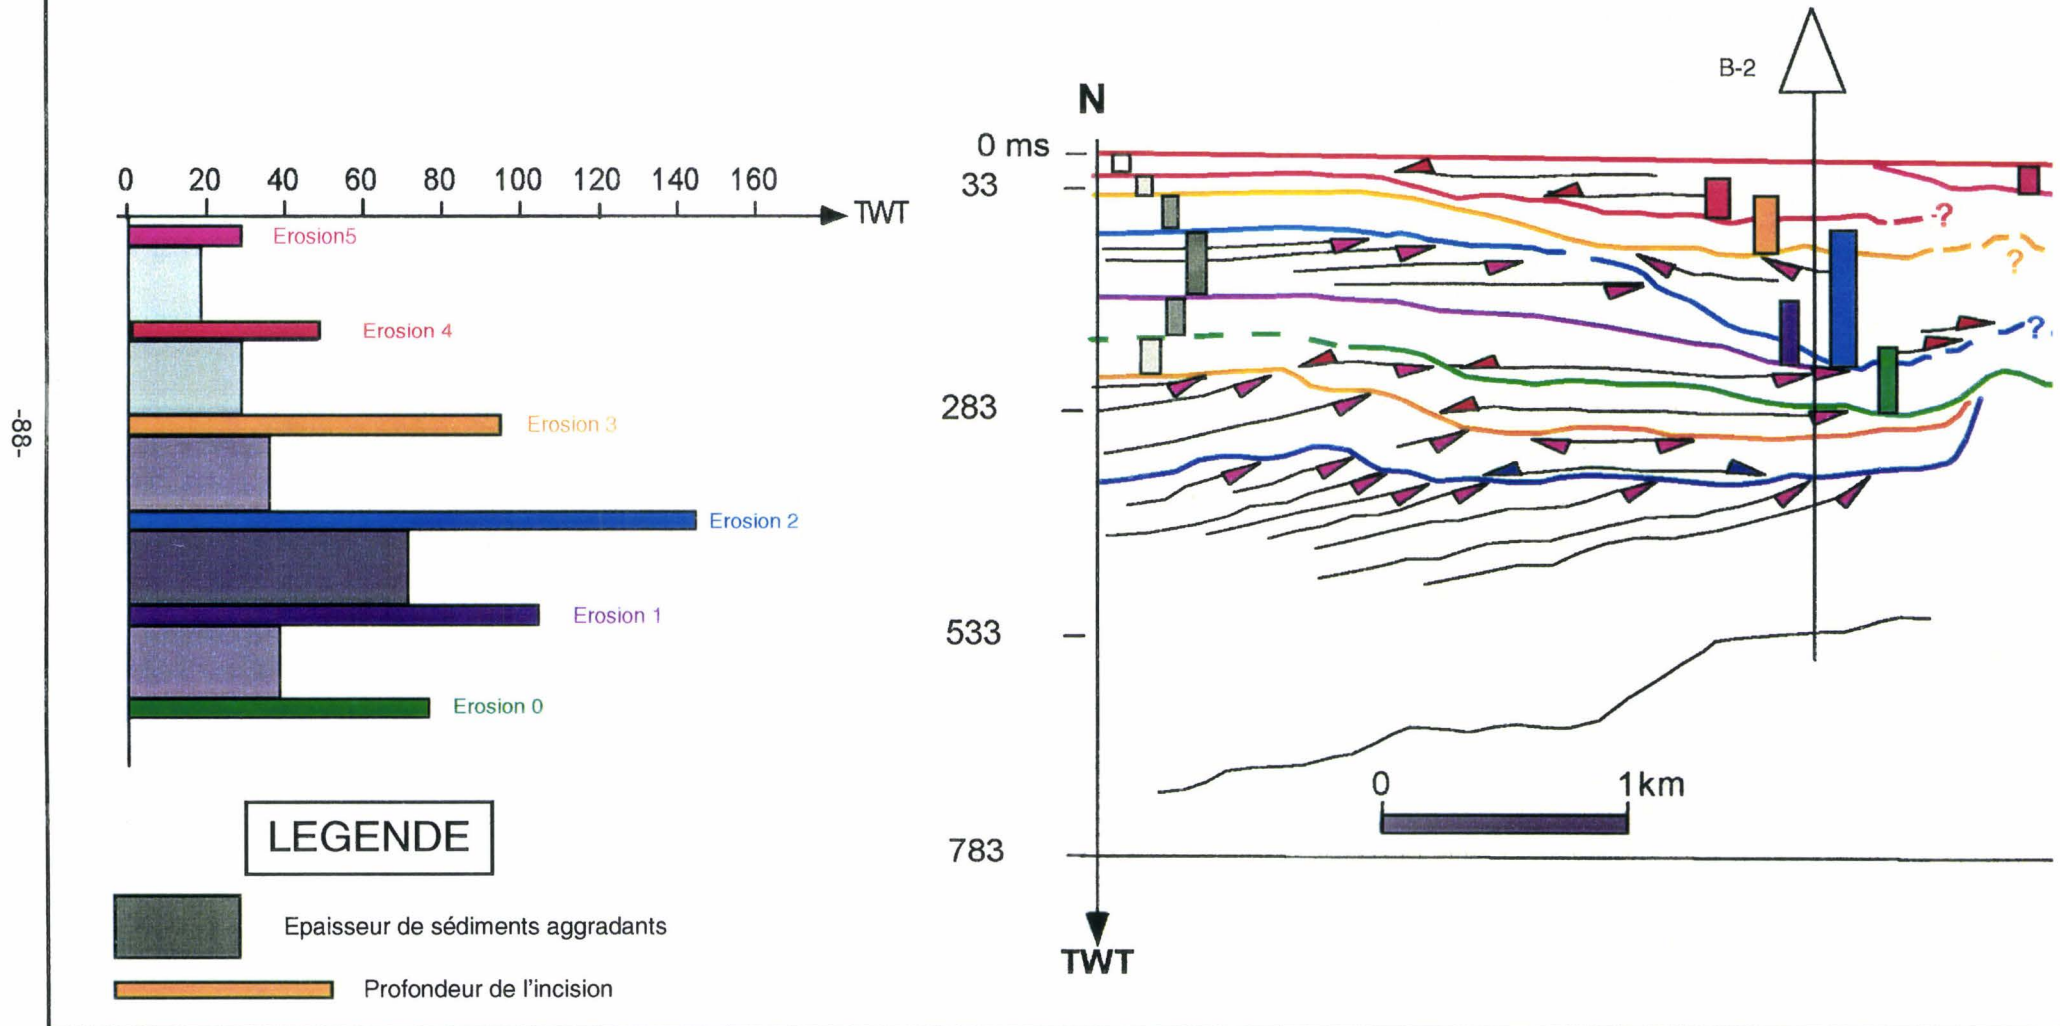 -88-
0 20 40 60 80 100 120 140 160
TWT
Erosion5
Erosion 4
Erosion 3
Erosion 2
Erosion 1
Erosion 0
LEGENDE
Epaisseur de sédiments aggradants
Profondeur de l'incision
B-2
N
0 ms
33
283
533
783
TWT
?
?
?
0 1km